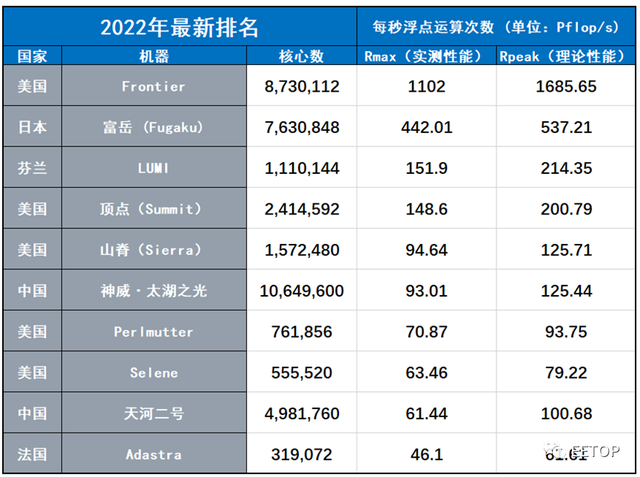 2022年最新排名 每秒浮点运算次数 (单位: Pflop/s)
国家 机器 核心数 Rmax (实测性能) Rpeak (理论性能)
美国 Frontier 8,730,112 1102 1685.65
日本 富岳 (Fugaku) 7,630,848 442.01 537.21
芬兰 LUMI 1,110,144 151.9 214.35
美国 顶点 (Summit) 2,414,592 148.6 200.79
美国 山脊 (Sierra) 1,572,480 94.64 125.71
中国 神威·太湖之光 10,649,600 93.01 125.44
美国 Perlmutter 761,856 70.87 93.75
美国 Selene 555,520 63.46 79.22
中国 天河二号 4,981,760 61.44 100.68
法国 Adastra 319,072 46.1 61.61
EETOP